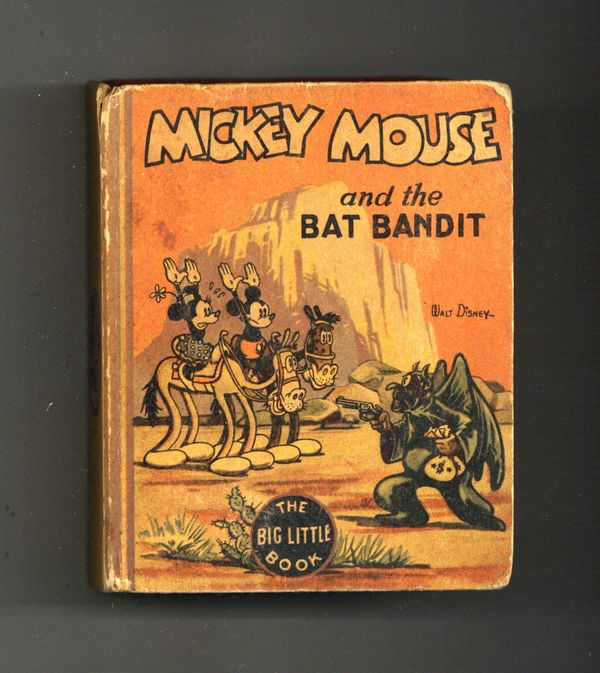 MICKEY MOUSE
and the
BAT BANDIT
WALT DISNEY
THE
BIG LITTLE
BOOK
$ $